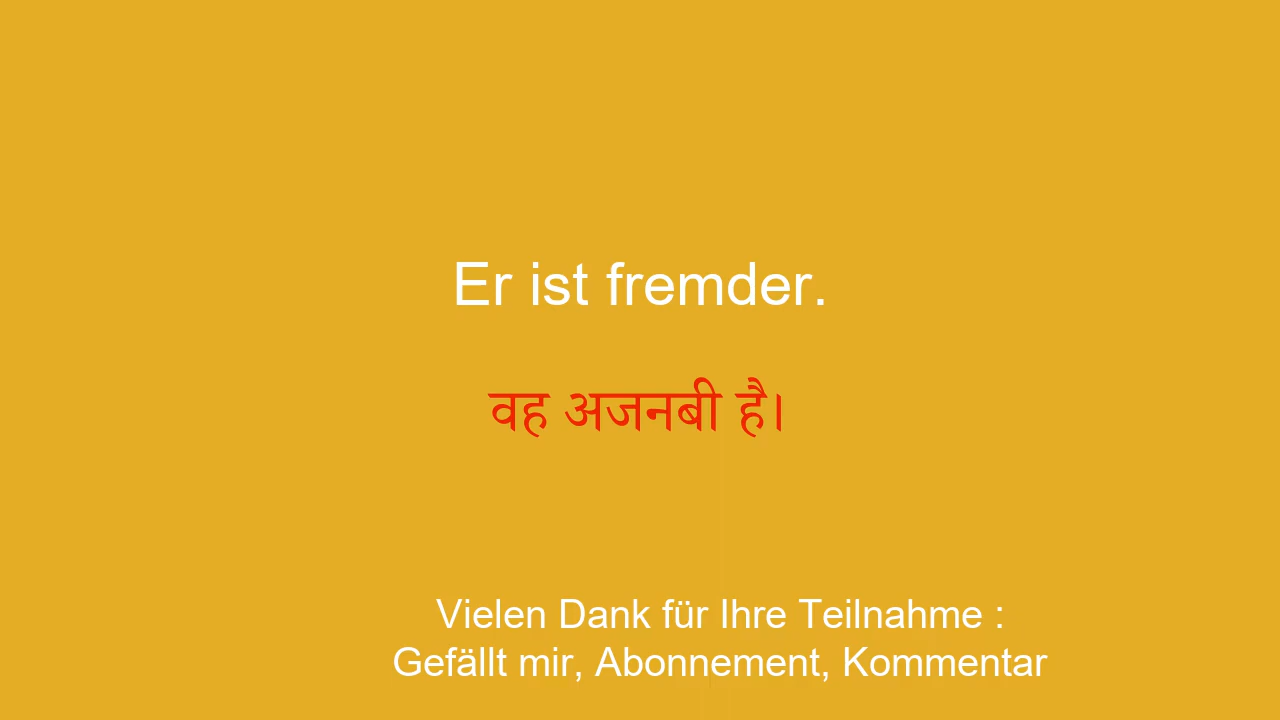 Er ist fremder.
वह अजनबी है।
Vielen Dank für Ihre Teilnahme :
Gefällt mir, Abonnement, Kommentar